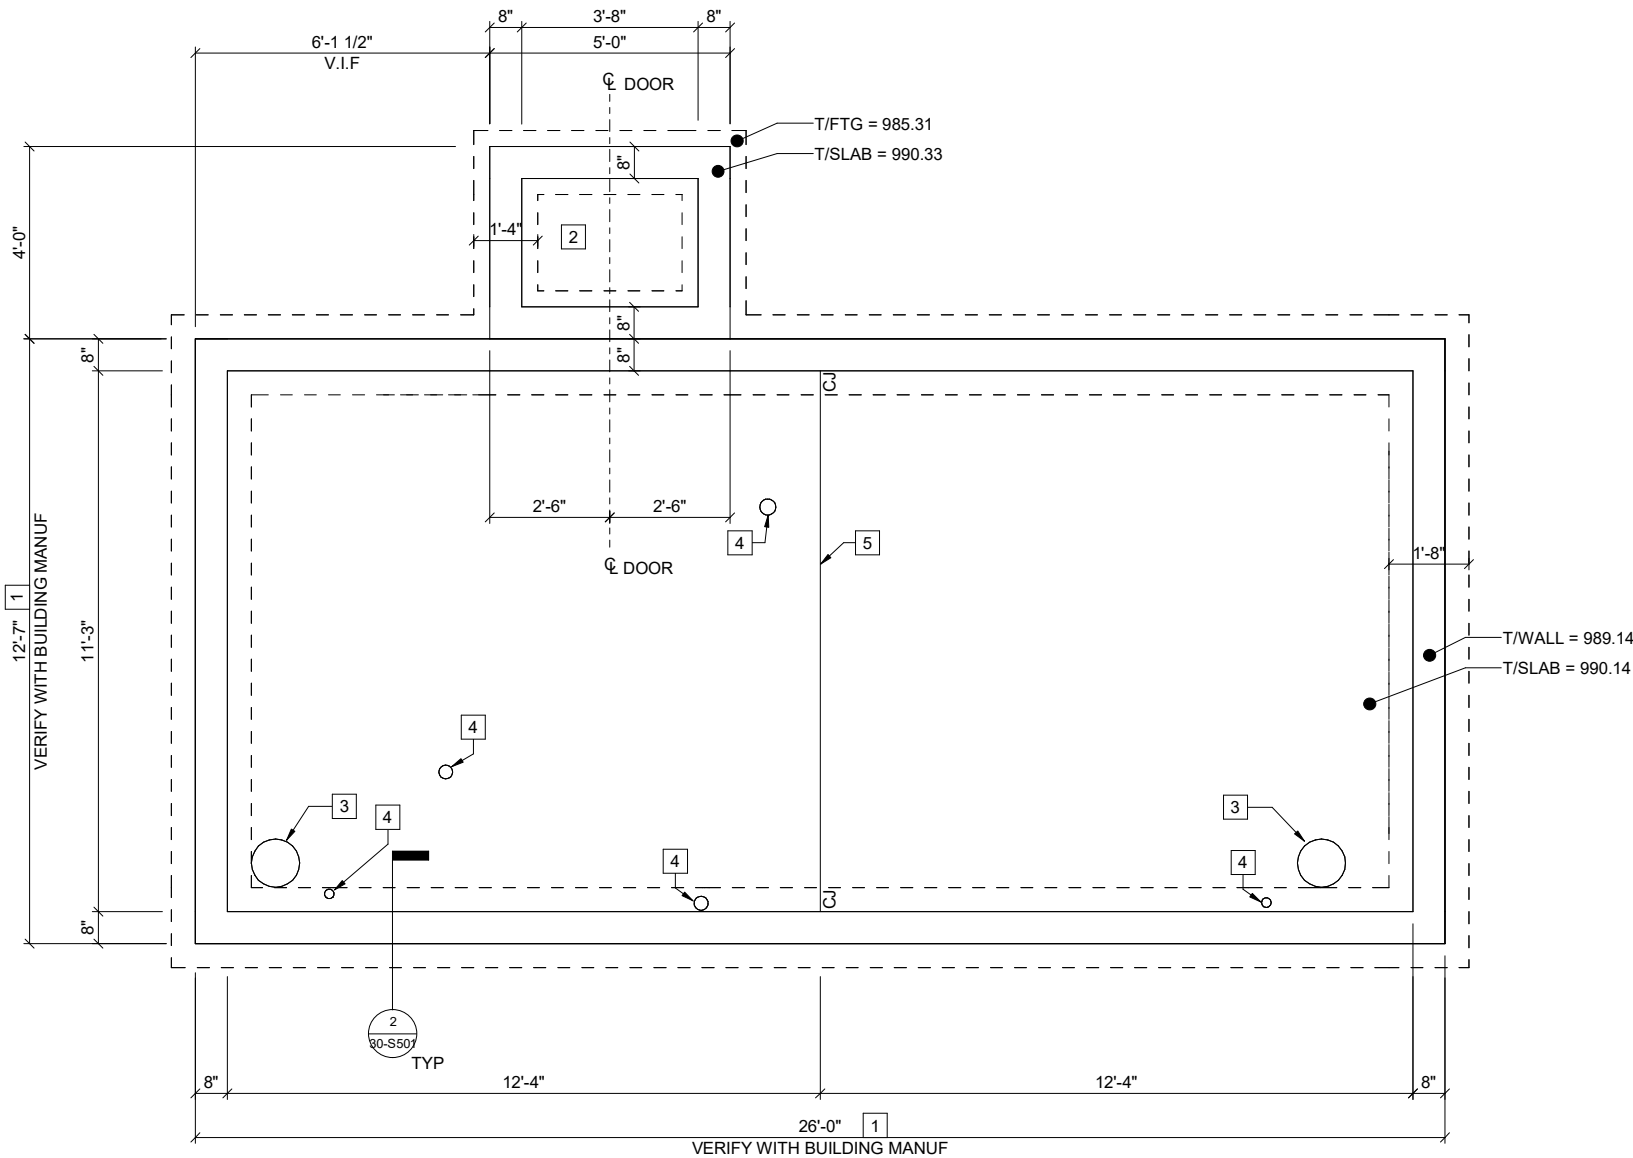 8"
3'-8"
8"
6'-1 1/2"
V.I.F
5'-0"
℄ DOOR
T/FTG = 985.31
T/SLAB = 990.33
8"
4'-0"
1'-4"
2
8"
8"
8"
CJ
2'-6"
2'-6"
4
5
℄ DOOR
1'-8"
1
12'-7"
VERIFY WITH BUILDING MANUF
11'-3"
T/WALL = 989.14
T/SLAB = 990.14
4
3
4
3
4
4
CJ
8"
2
30-S501
TYP
8"
12'-4"
12'-4"
8"
26'-0"
1
VERIFY WITH BUILDING MANUF